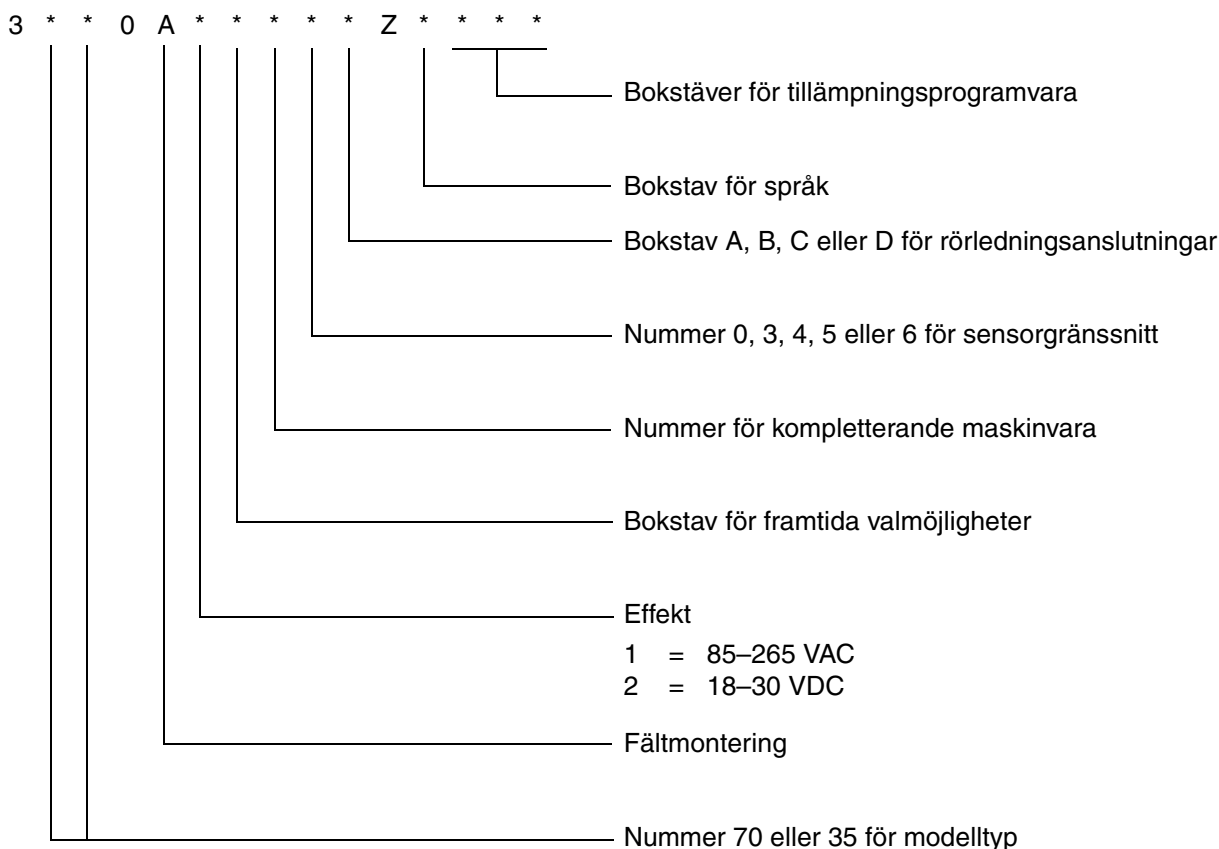 3 * * 0 A * * * * * Z * * * *
Bokstäver för tillämpningsprogramvara
Bokstav för språk
Bokstav A, B, C eller D för rörledningsanslutningar
Nummer 0, 3, 4, 5 eller 6 för sensorgränssnitt
Nummer för kompletterande maskinvara
Bokstav för framtida valmöjligheter
Effekt
1 = 85–265 VAC
2 = 18–30 VDC
Fältmontering
Nummer 70 eller 35 för modelltyp